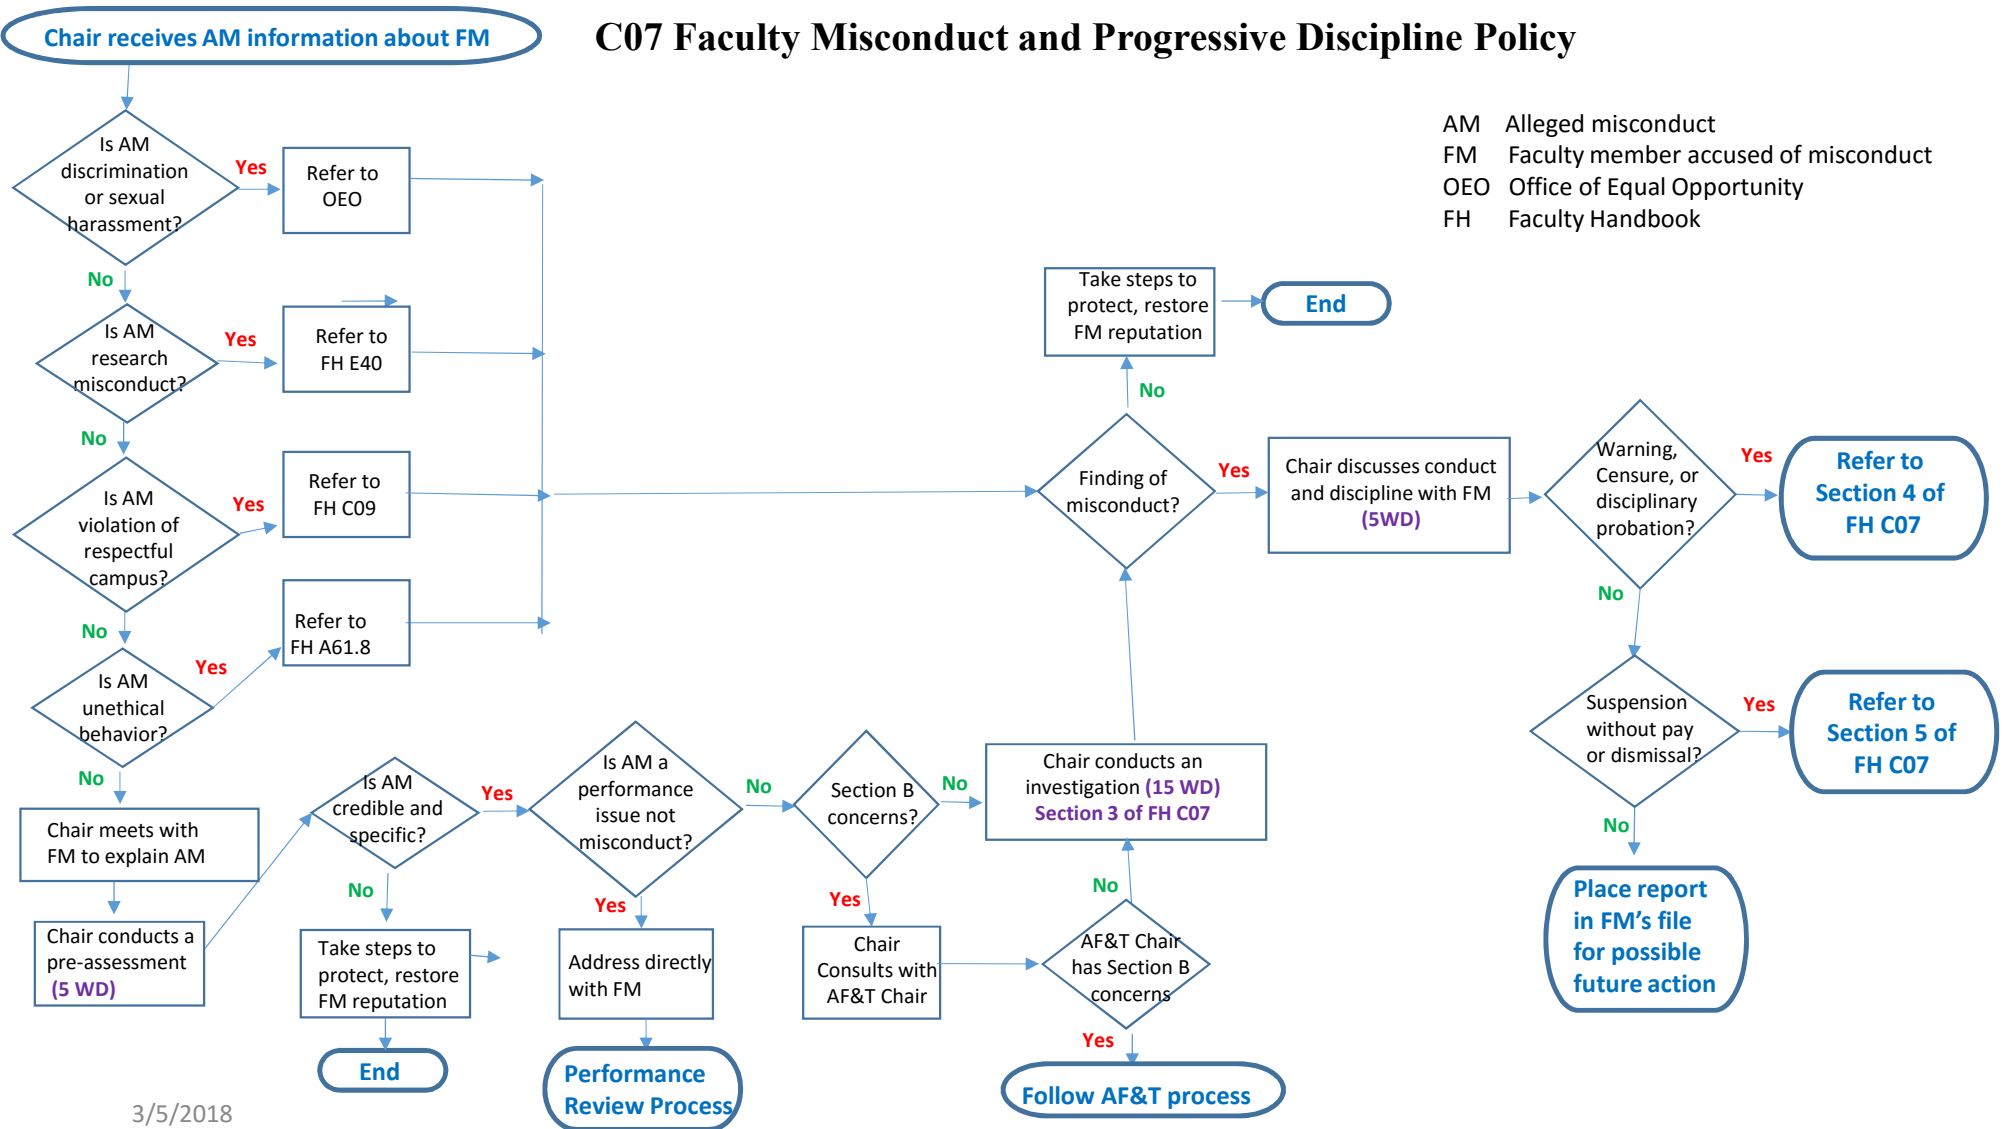 Chair receives AM information about FM
C07 Faculty Misconduct and Progressive Discipline Policy
AM Alleged misconduct
FM Faculty member accused of misconduct
OEO Office of Equal Opportunity
FH Faculty Handbook
Is AM
discrimination
or sexual
harassment?
Yes
Refer to
OEO
No
Is AM
research
misconduct?
Yes
Refer to
FH E40
No
Is AM
violation of
respectful
campus?
Yes
Refer to
FH C09
No
Is AM
unethical
behavior?
Yes
Refer to
FH A61.8
No
Chair meets with
FM to explain AM
Chair conducts a
pre-assessment
(5 WD)
Is AM
credible and
specific?
No
Take steps to
protect, restore
FM reputation
End
Yes
Is AM a
performance
issue not
misconduct?
Yes
Address directly
with FM
Performance
Review Process
No
Section B
concerns?
Yes
Chair
Consults with
AF&T Chair
AF&T Chair
has Section B
concerns
Yes
Follow AF&T process
No
No
Chair conducts an
investigation (15 WD)
Section 3 of FH C07
Finding of
misconduct?
No
Take steps to
protect, restore
FM reputation
End
Yes
Chair discusses conduct
and discipline with FM
(5WD)
Warning,
Censure, or
disciplinary
probation?
Yes
Refer to
Section 4 of
FH C07
No
Suspension
without pay
or dismissal?
Yes
Refer to
Section 5 of
FH C07
No
Place report
in FM's file
for possible
future action
3/5/2018